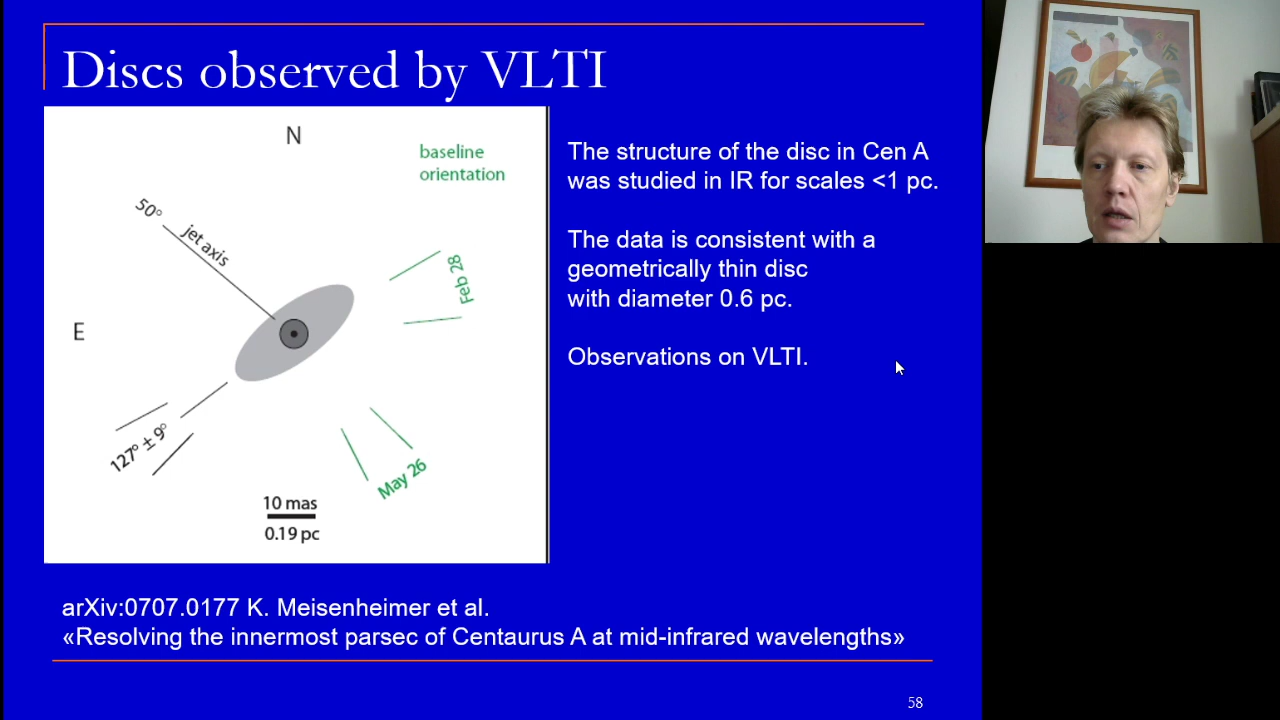 Discs observed by VLTI
N
baseline
orientation
50°
jet axis
Feb 28
E
127° ± 9°
May 26
10 mas
0.19 pc
The structure of the disc in Cen A
was studied in IR for scales <1 pc.
The data is consistent with a
geometrically thin disc
with diameter 0.6 pc.
Observations on VLTI.
arXiv:0707.0177 K. Meisenheimer et al.
«Resolving the innermost parsec of Centaurus A at mid-infrared wavelengths»
58